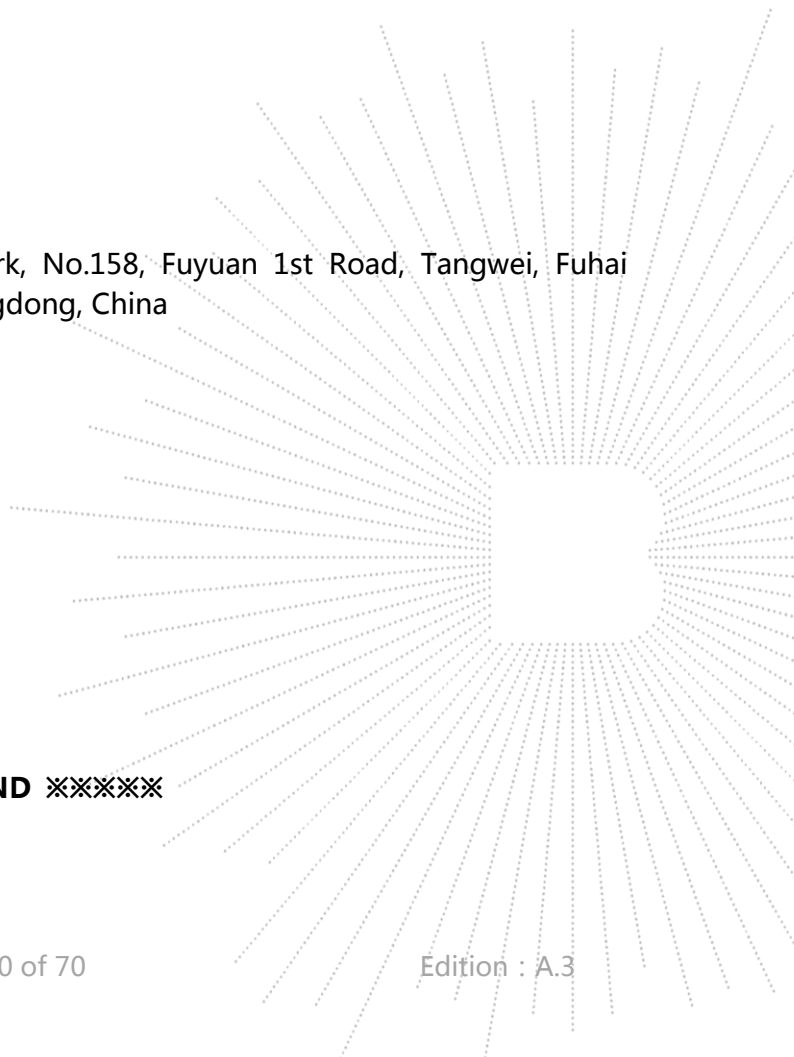 rk, No.158, Fuyuan 1st Road, Tangwei, Fuhai
gdong, China
ND ※※※※※
0 of 70 Edition：A.3